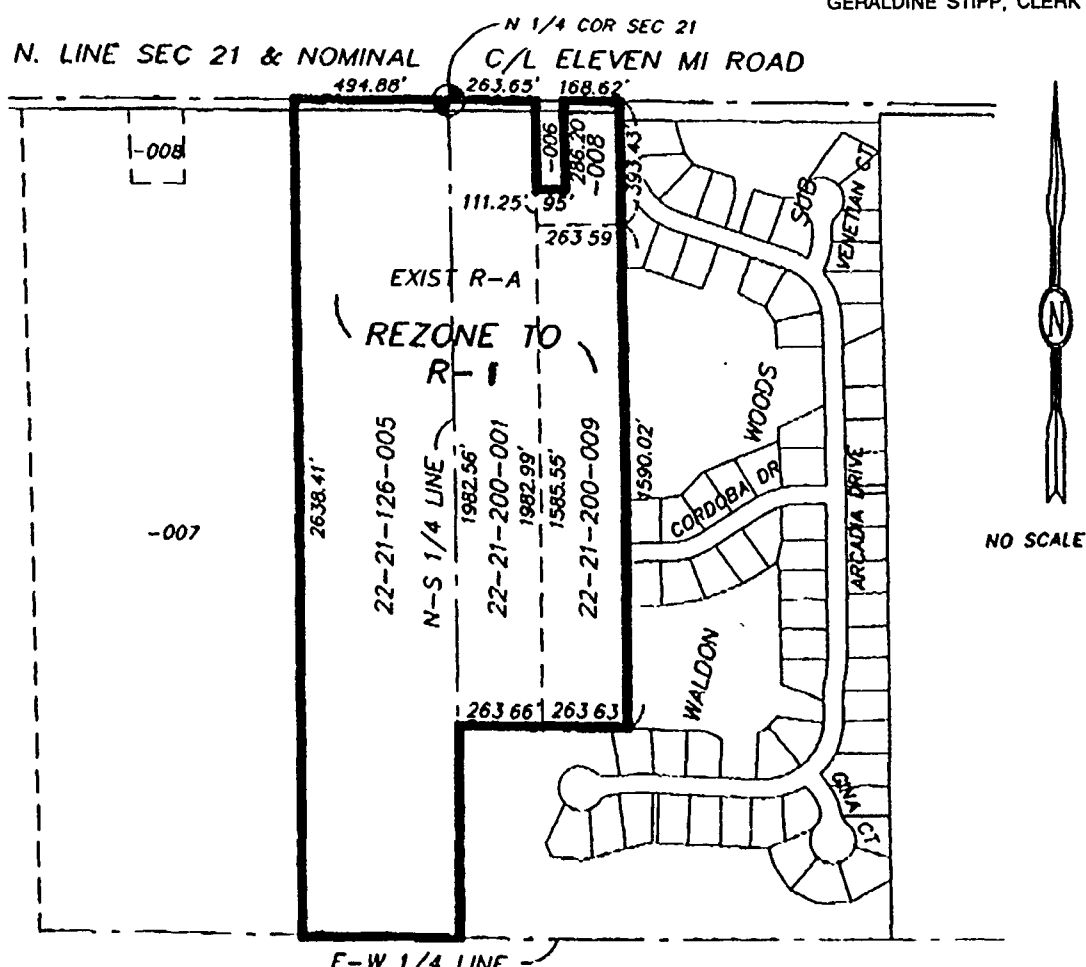 GERALDINE STIPP, CLERK
N 1/4 COR SEC 21
N. LINE SEC 21 & NOMINAL C/L ELEVEN MI ROAD
494.88' 263.65' 168.62'
-008
-006
286.20
-008
393.43'
111.25' 95'
263.59
SUB
VENETIAN CT
EXIST R-A
REZONE TO
R-1
N
NO SCALE
-007
2638.41'
22-21-126-005
N-S 1/4 LINE
1982.56'
22-21-200-001
1982.99'
1585.55'
22-21-200-009
1590.02'
WOODS
CORDOBA DR
ARCADIA DRIVE
WALDON
263.66' 263.63
GINA CT
E-W 1/4 LINE